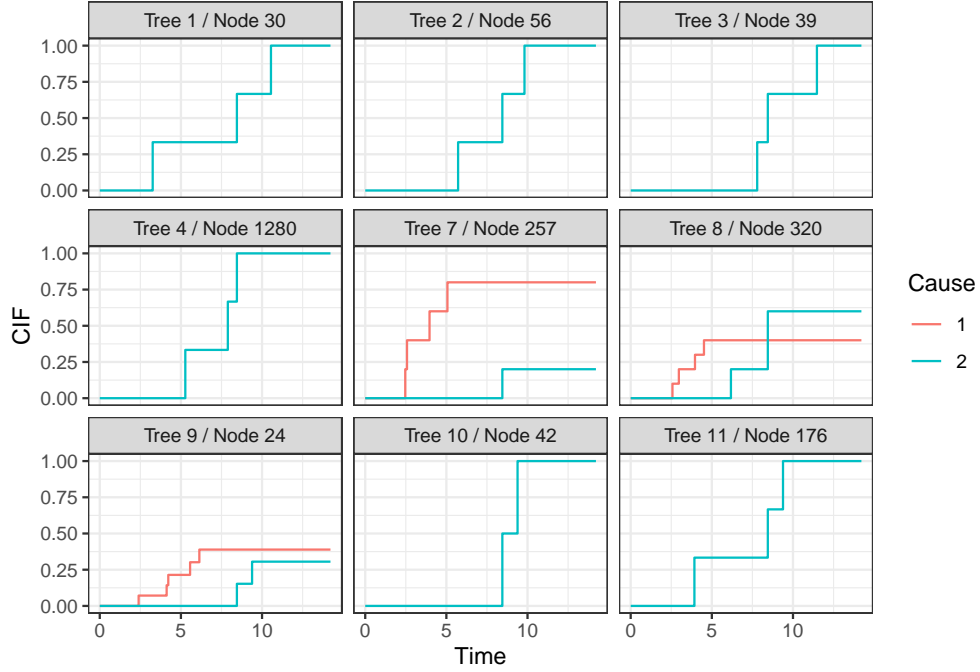 Tree 1 / Node 30
Tree 2 / Node 56
Tree 3 / Node 39
1.00
0.75
0.50
0.25
0.00
Tree 4 / Node 1280
Tree 7 / Node 257
Tree 8 / Node 320
1.00
0.75
0.50
0.25
0.00
Tree 9 / Node 24
Tree 10 / Node 42
Tree 11 / Node 176
1.00
0.75
0.50
0.25
0.00
0 5 10
0 5 10
0 5 10
Time
CIF
Cause
1
2